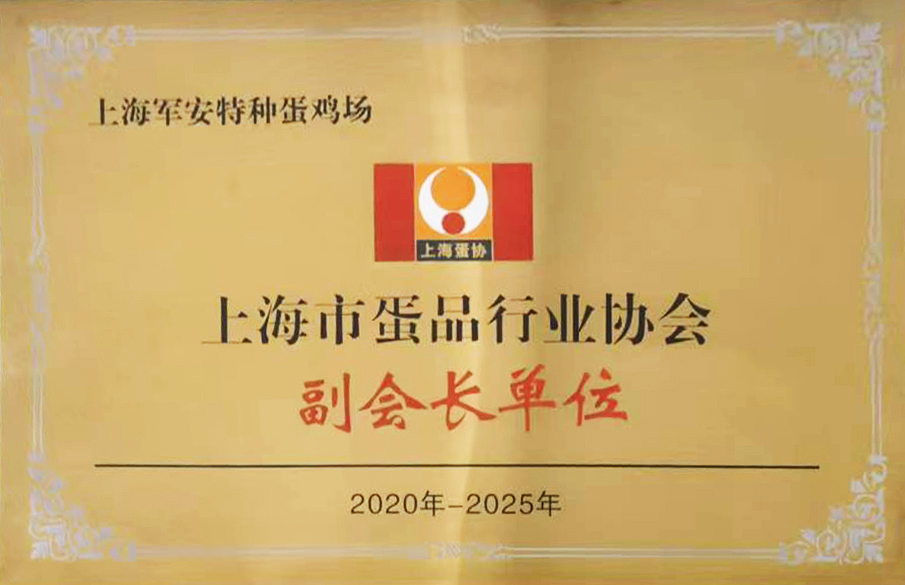 上海军安特种蛋鸡场
上海蛋协
上海市蛋品行业协会
副会长单位
2020年-2025年